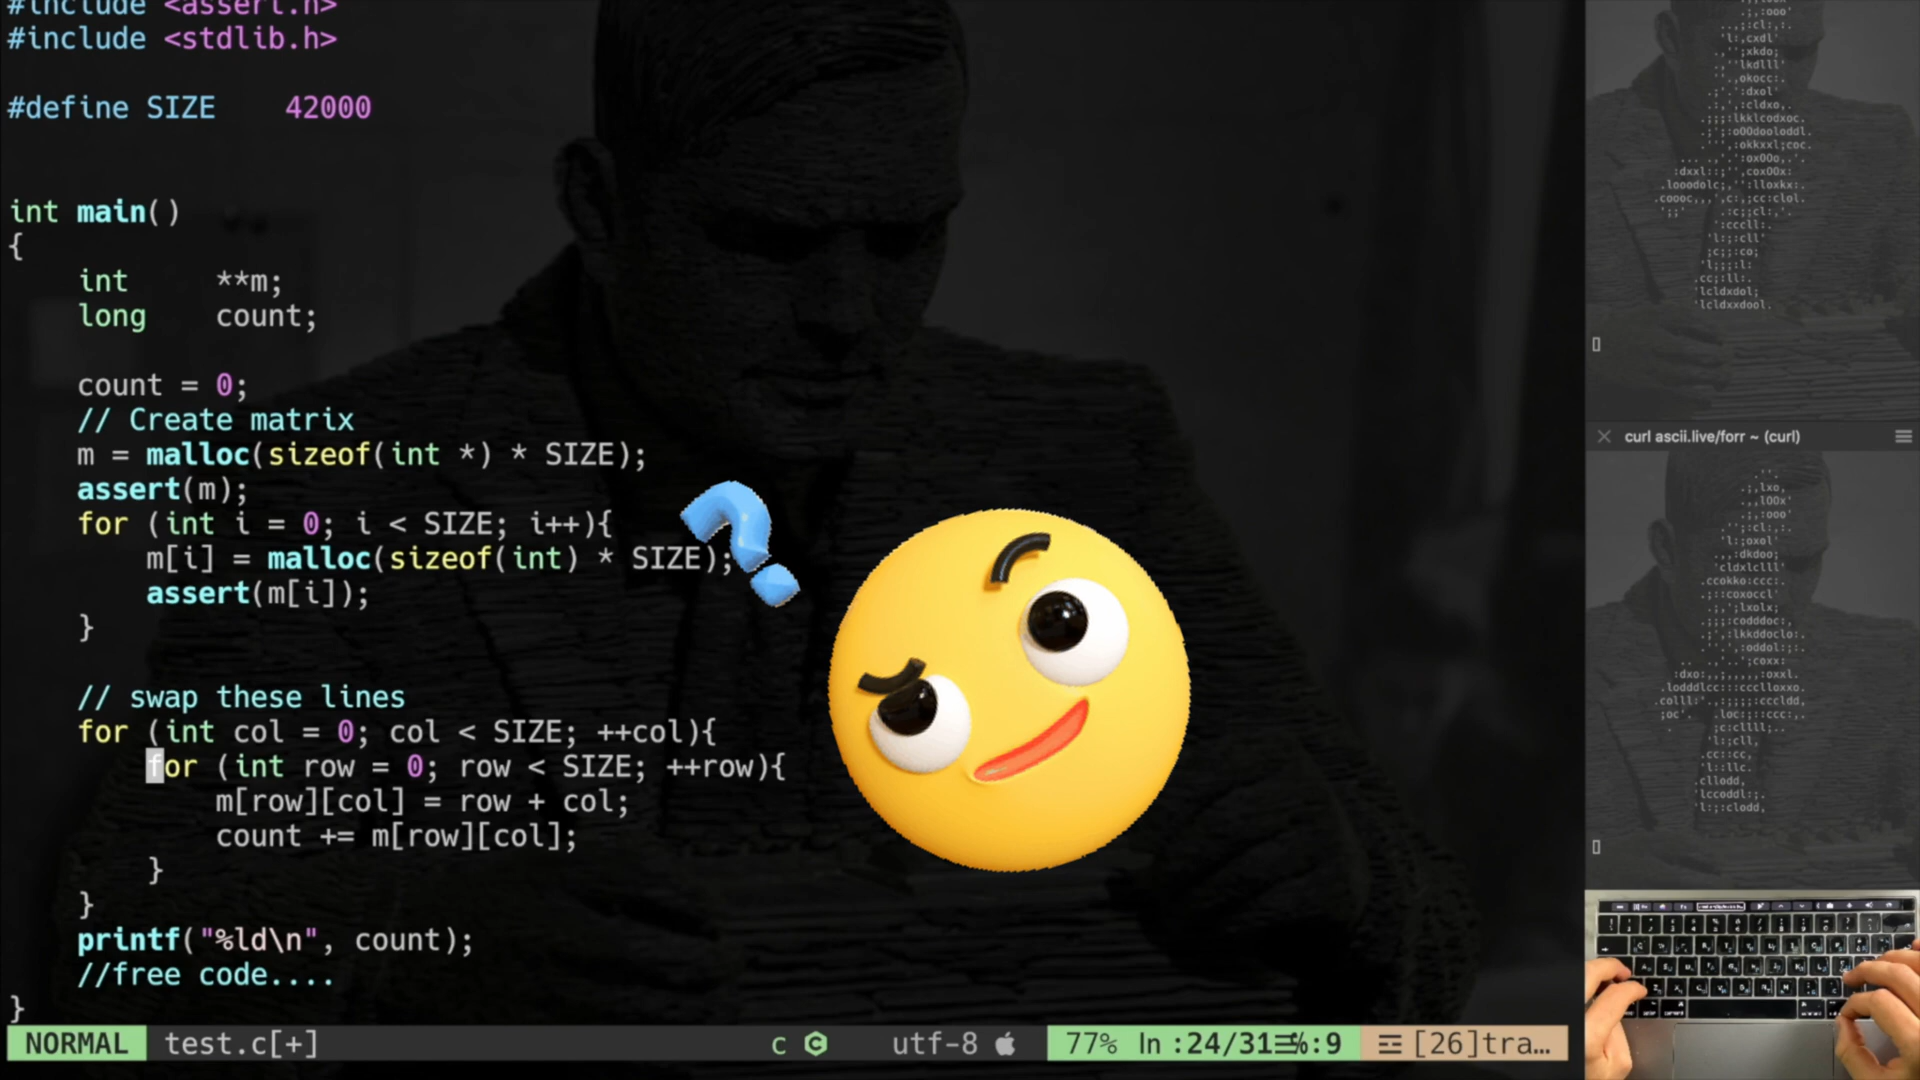 #include <assert.h>
#include <stdlib.h>
#define SIZE    42000
int main()
{
    int     **m;
    long    count;
    count = 0;
    // Create matrix
    m = malloc(sizeof(int *) * SIZE);
    assert(m);
    for (int i = 0; i < SIZE; i++){
        m[i] = malloc(sizeof(int) * SIZE);
        assert(m[i]);
    }
    // swap these lines
    for (int col = 0; col < SIZE; ++col){
        for (int row = 0; row < SIZE; ++row){
            m[row][col] = row + col;
            count += m[row][col];
        }
    }
    printf("%ld\n", count);
    //free code....
}
NORMAL test.c[+] c utf-8 77% ln :24/31 %:9 [26]tra…
curl ascii.live/forr ~ (curl)